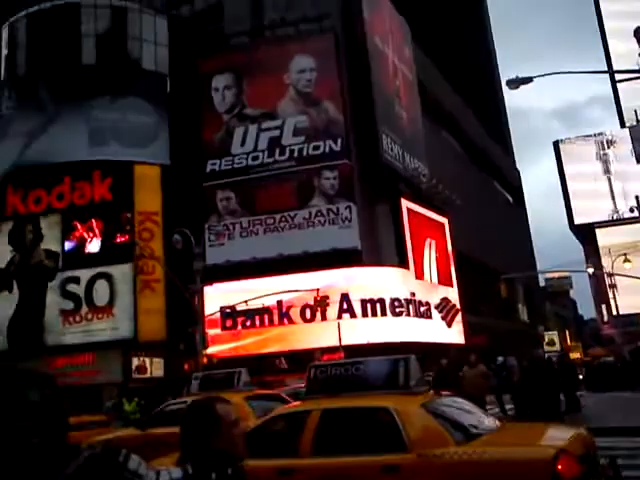 UFC
RESOLUTION
REMY MARTIN
SATURDAY JAN. 1
LIVE ON PAY-PER-VIEW
kodak
Kodak
SO
Kodak
Bank of America
CIROC